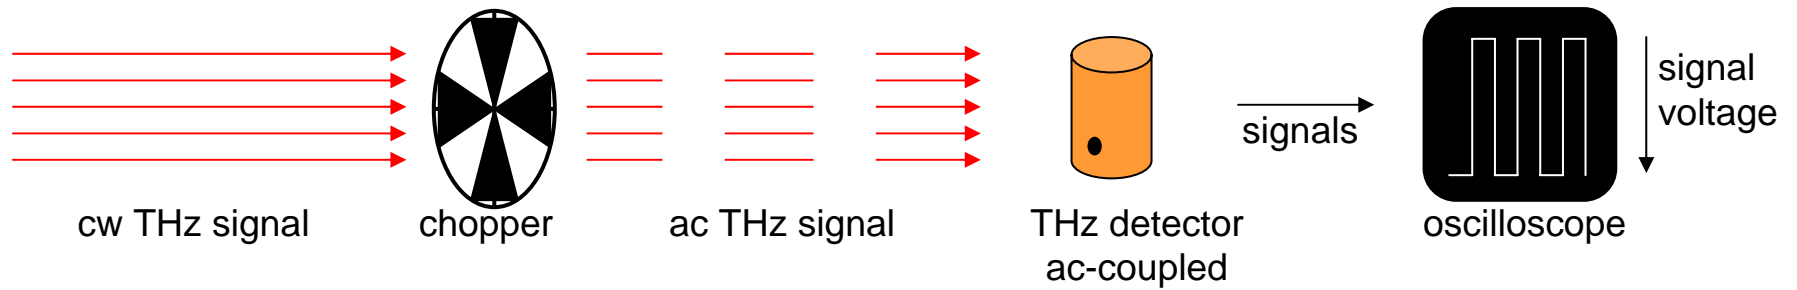 cw THz signal
chopper
ac THz signal
THz detector
ac-coupled
signals
oscilloscope
signal
voltage